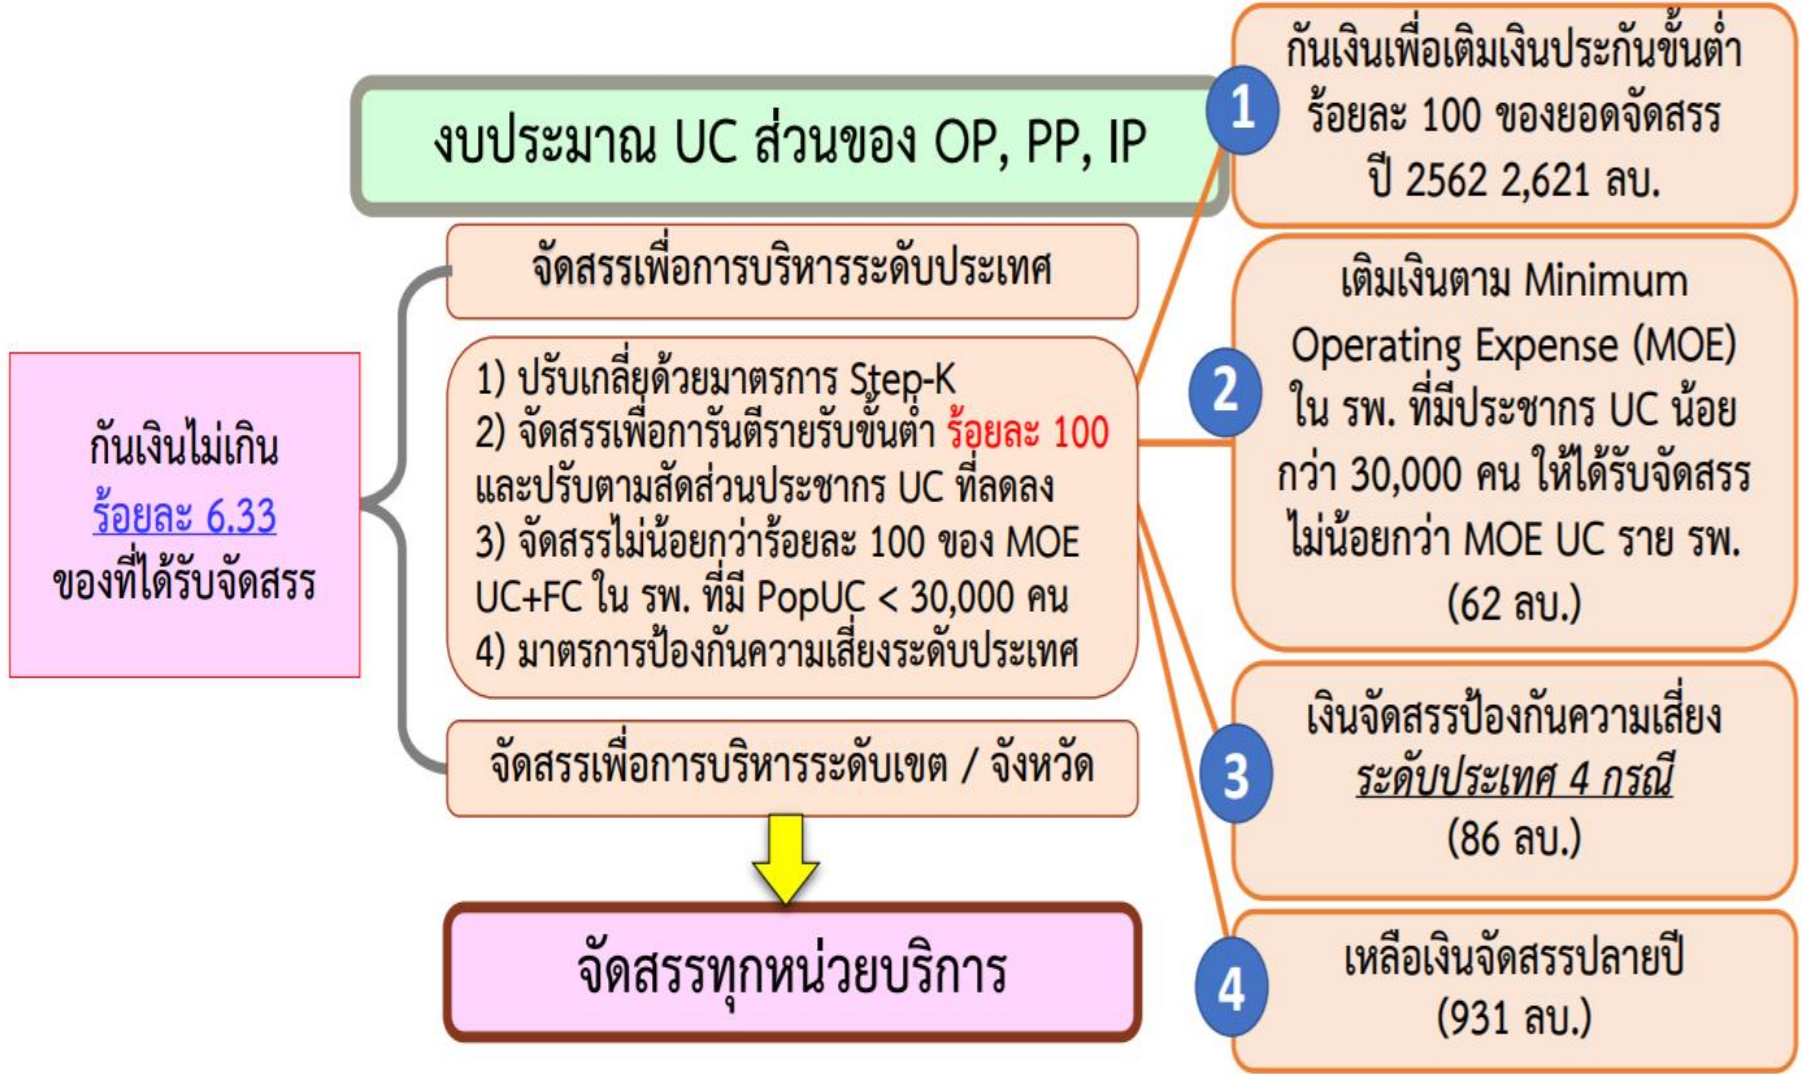 งบประมาณ UC ส่วนของ OP, PP, IP
กันเงินไม่เกิน
ร้อยละ 6.33
ของที่ได้รับจัดสรร
จัดสรรเพื่อการบริหารระดับประเทศ
1) ปรับเกลี่ยด้วยมาตรการ Step-K
2) จัดสรรเพื่อการันตีรายรับขั้นต่ำ ร้อยละ 100
และปรับตามสัดส่วนประชากร UC ที่ลดลง
3) จัดสรรไม่น้อยกว่าร้อยละ 100 ของ MOE
UC+FC ใน รพ. ที่มี PopUC < 30,000 คน
4) มาตรการป้องกันความเสี่ยงระดับประเทศ
จัดสรรเพื่อการบริหารระดับเขต / จังหวัด
จัดสรรทุกหน่วยบริการ
1
กันเงินเพื่อเติมเงินประกันขั้นต่ำ
ร้อยละ 100 ของยอดจัดสรร
ปี 2562 2,621 ลบ.
2
เติมเงินตาม Minimum
Operating Expense (MOE)
ใน รพ. ที่มีประชากร UC น้อย
กว่า 30,000 คน ให้ได้รับจัดสรร
ไม่น้อยกว่า MOE UC ราย รพ.
(62 ลบ.)
3
เงินจัดสรรป้องกันความเสี่ยง
ระดับประเทศ 4 กรณี
(86 ลบ.)
4
เหลือเงินจัดสรรปลายปี
(931 ลบ.)